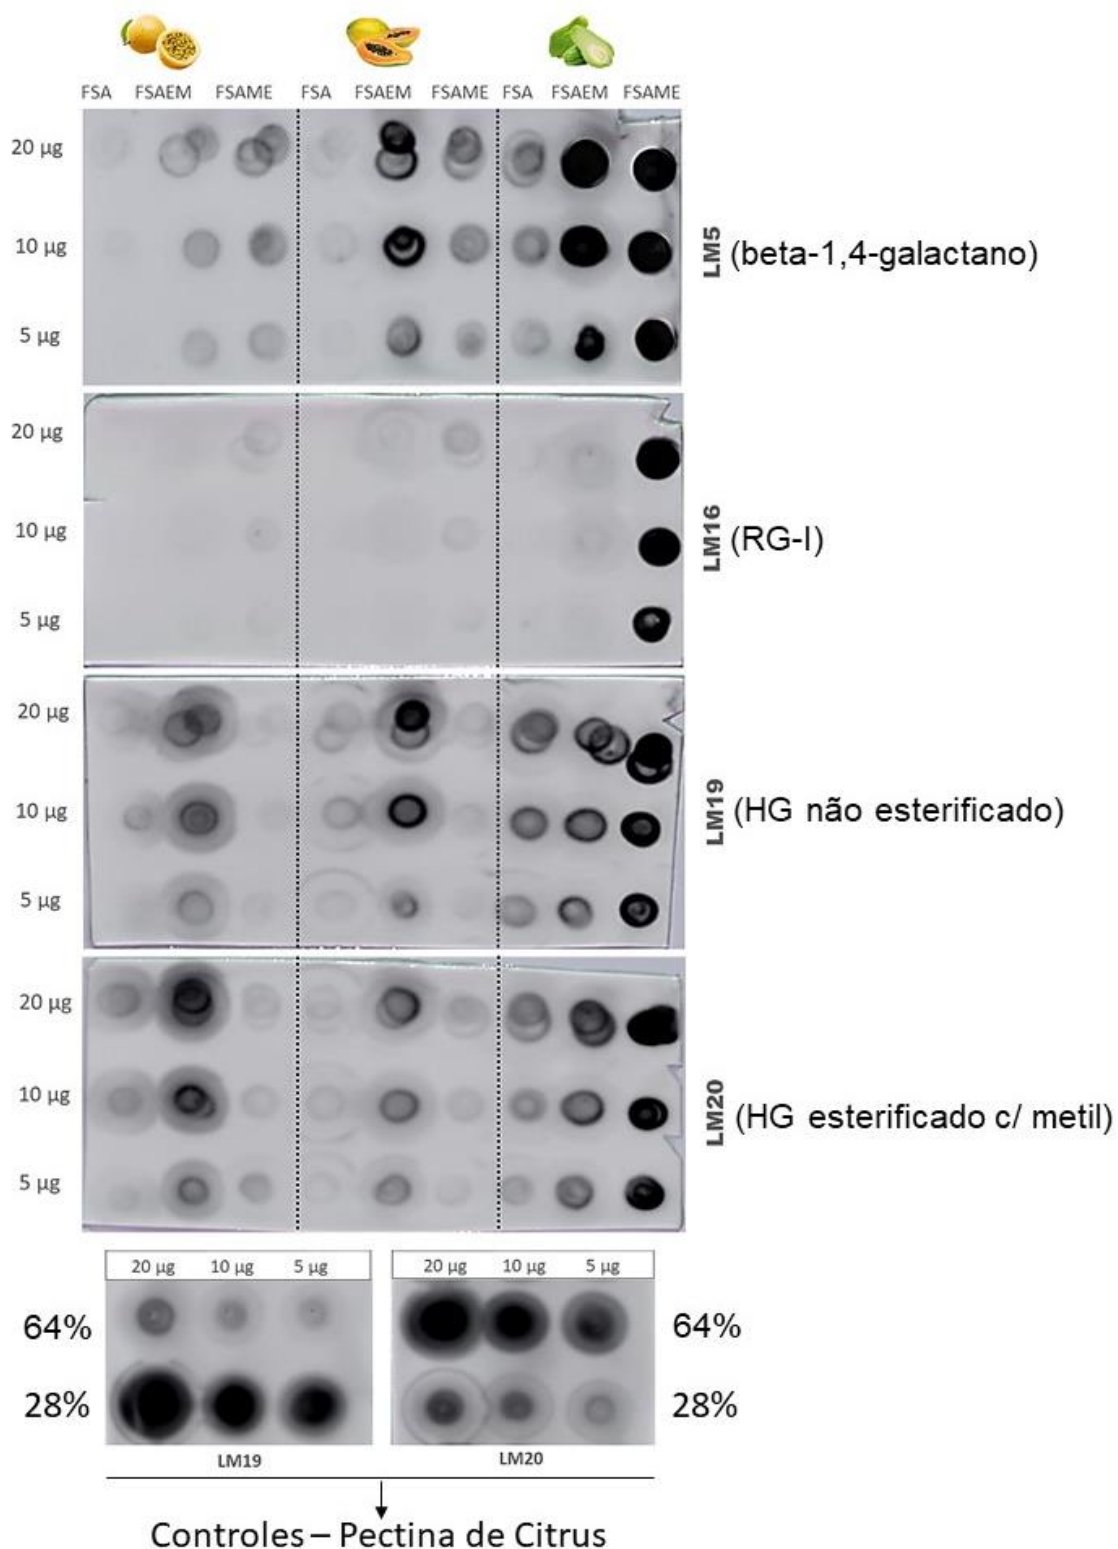 FSA FSAEM FSAME FSA FSAEM FSAME FSA FSAEM FSAME
20 µg
10 µg
5 µg
LM5 (beta-1,4-galactano)
20 µg
10 µg
5 µg
LM16 (RG-I)
20 µg
10 µg
5 µg
LM19 (HG não esterificado)
20 µg
10 µg
5 µg
LM20 (HG esterificado c/ metil)
20 µg 10 µg 5 µg 20 µg 10 µg 5 µg
64% 64%
28% 28%
LM19 LM20
Controles – Pectina de Citrus